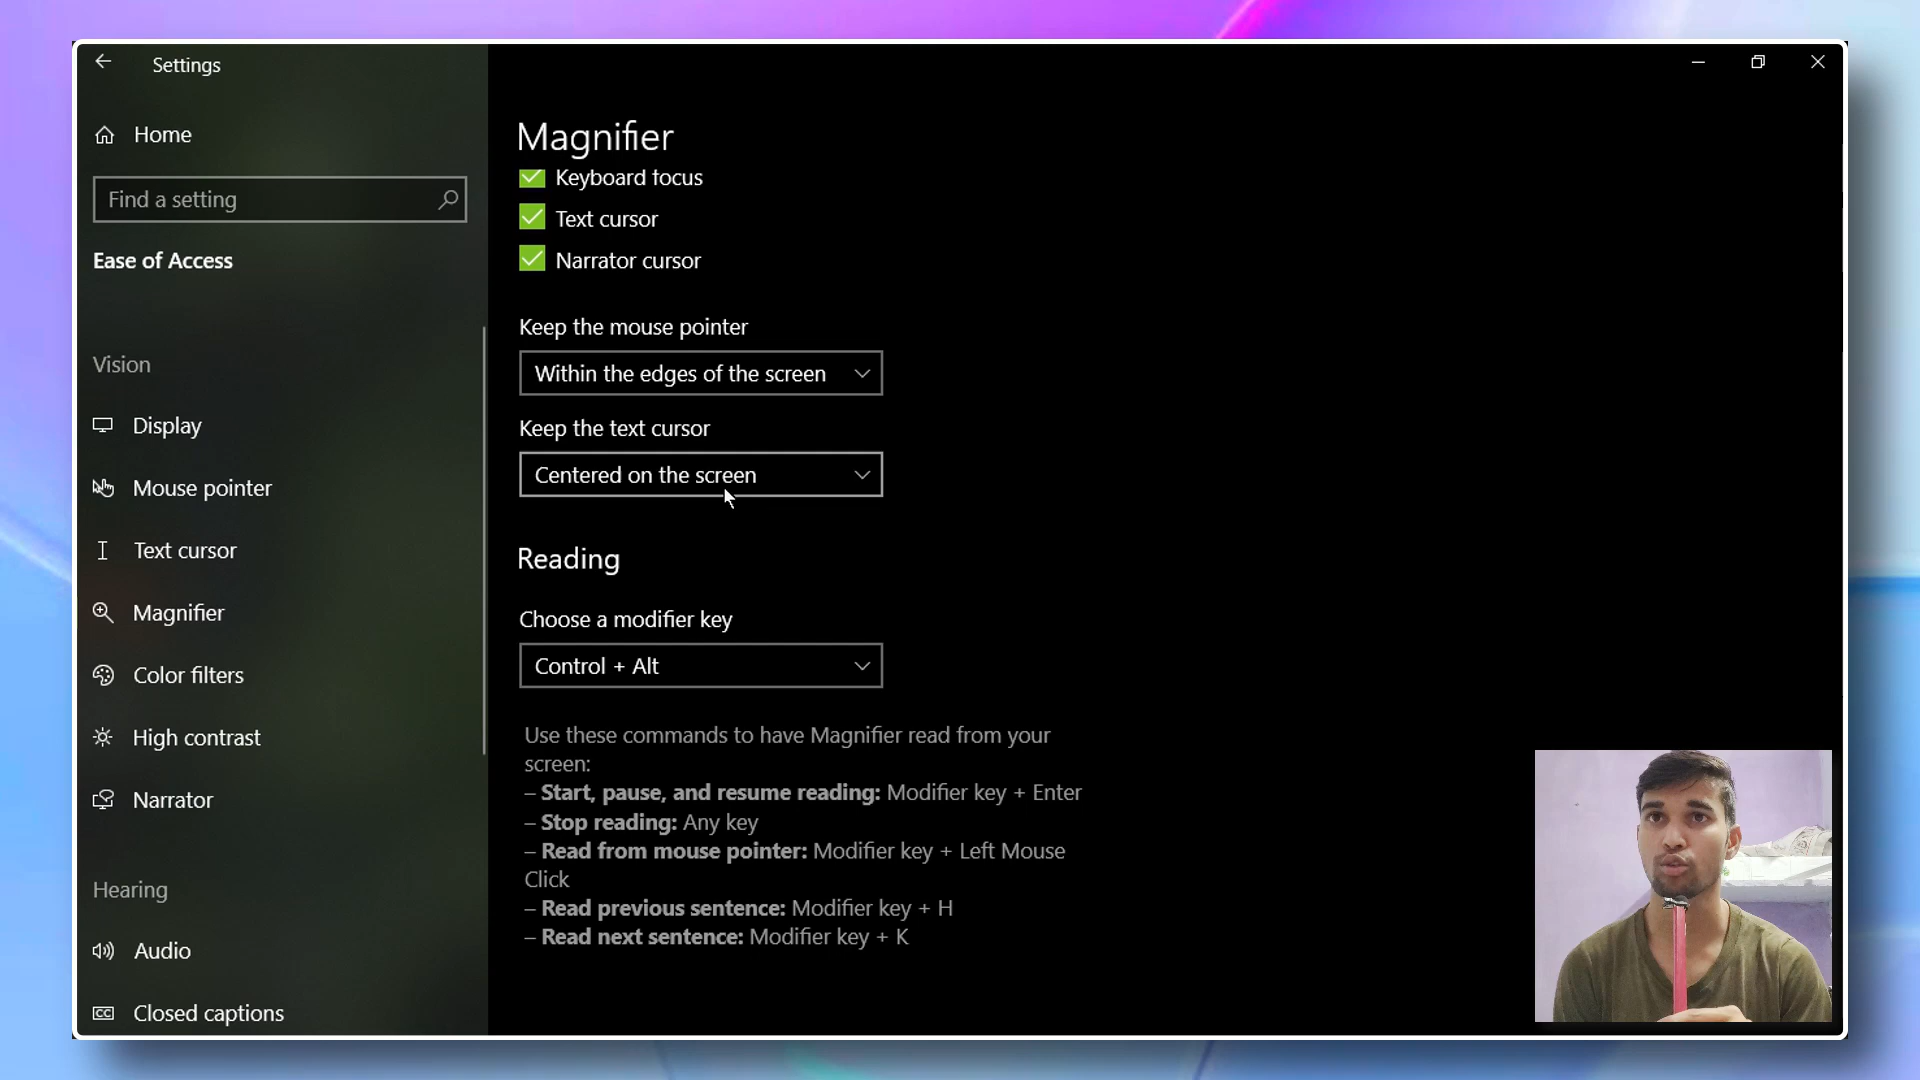 Settings
Home
Find a setting
Ease of Access
Vision
Display
Mouse pointer
Text cursor
Magnifier
Color filters
High contrast
Narrator
Hearing
Audio
Closed captions
Magnifier
Keyboard focus
Text cursor
Narrator cursor
Keep the mouse pointer
Within the edges of the screen
Keep the text cursor
Centered on the screen
Reading
Choose a modifier key
Control + Alt
Use these commands to have Magnifier read from your
screen:
– Start, pause, and resume reading: Modifier key + Enter
– Stop reading: Any key
– Read from mouse pointer: Modifier key + Left Mouse
Click
– Read previous sentence: Modifier key + H
– Read next sentence: Modifier key + K